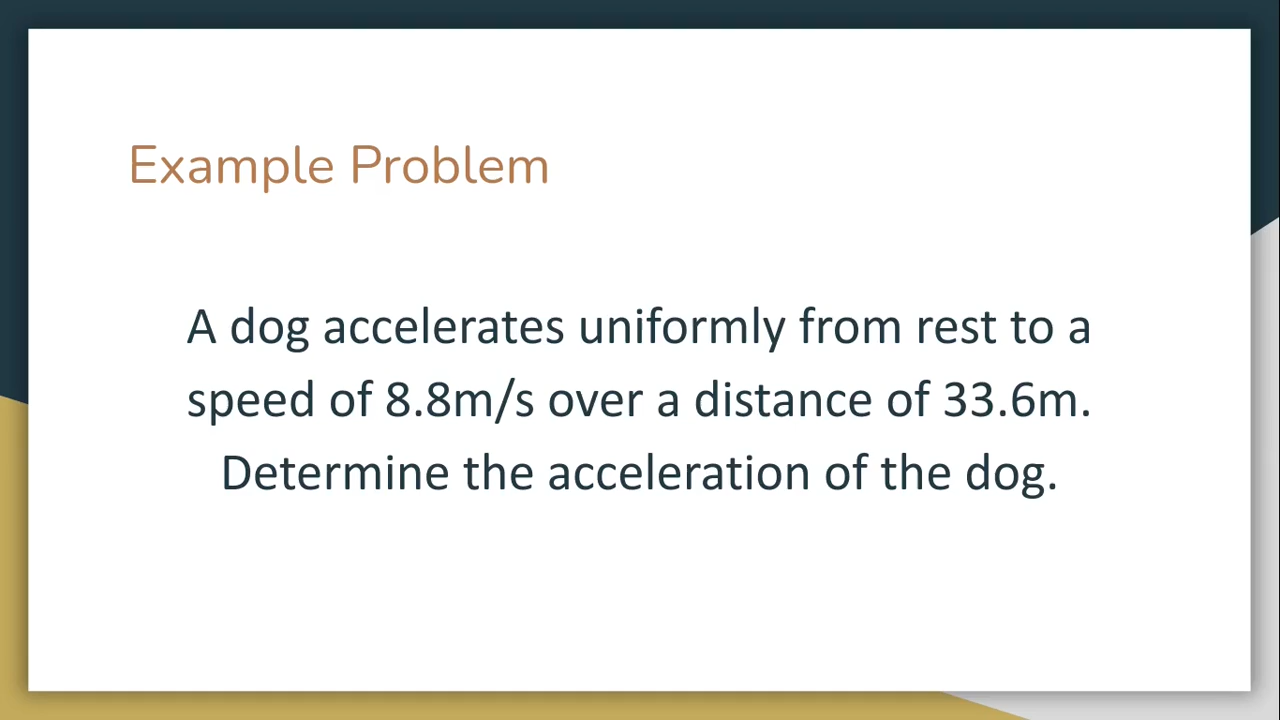 Example Problem
A dog accelerates uniformly from rest to a
speed of 8.8m/s over a distance of 33.6m.
Determine the acceleration of the dog.